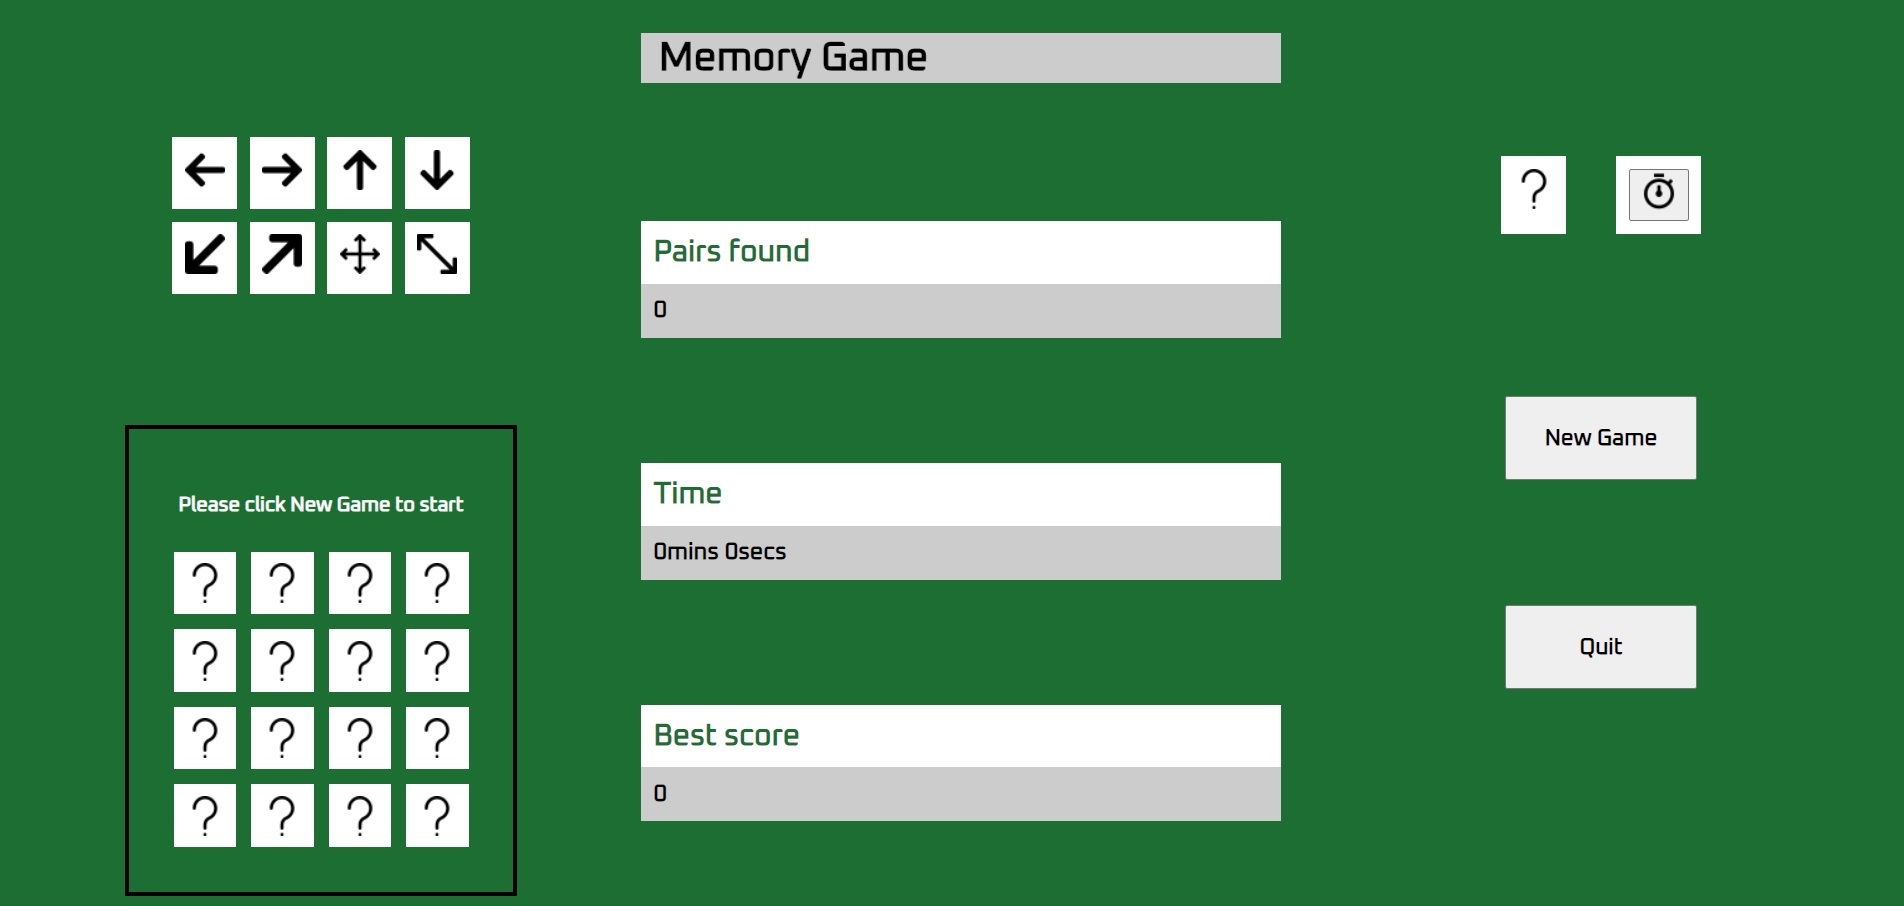 Memory Game
?
Pairs found
0
New Game
Time
0mins 0secs
Please click New Game to start
? ? ? ?
? ? ? ?
? ? ? ?
? ? ? ?
Quit
Best score
0